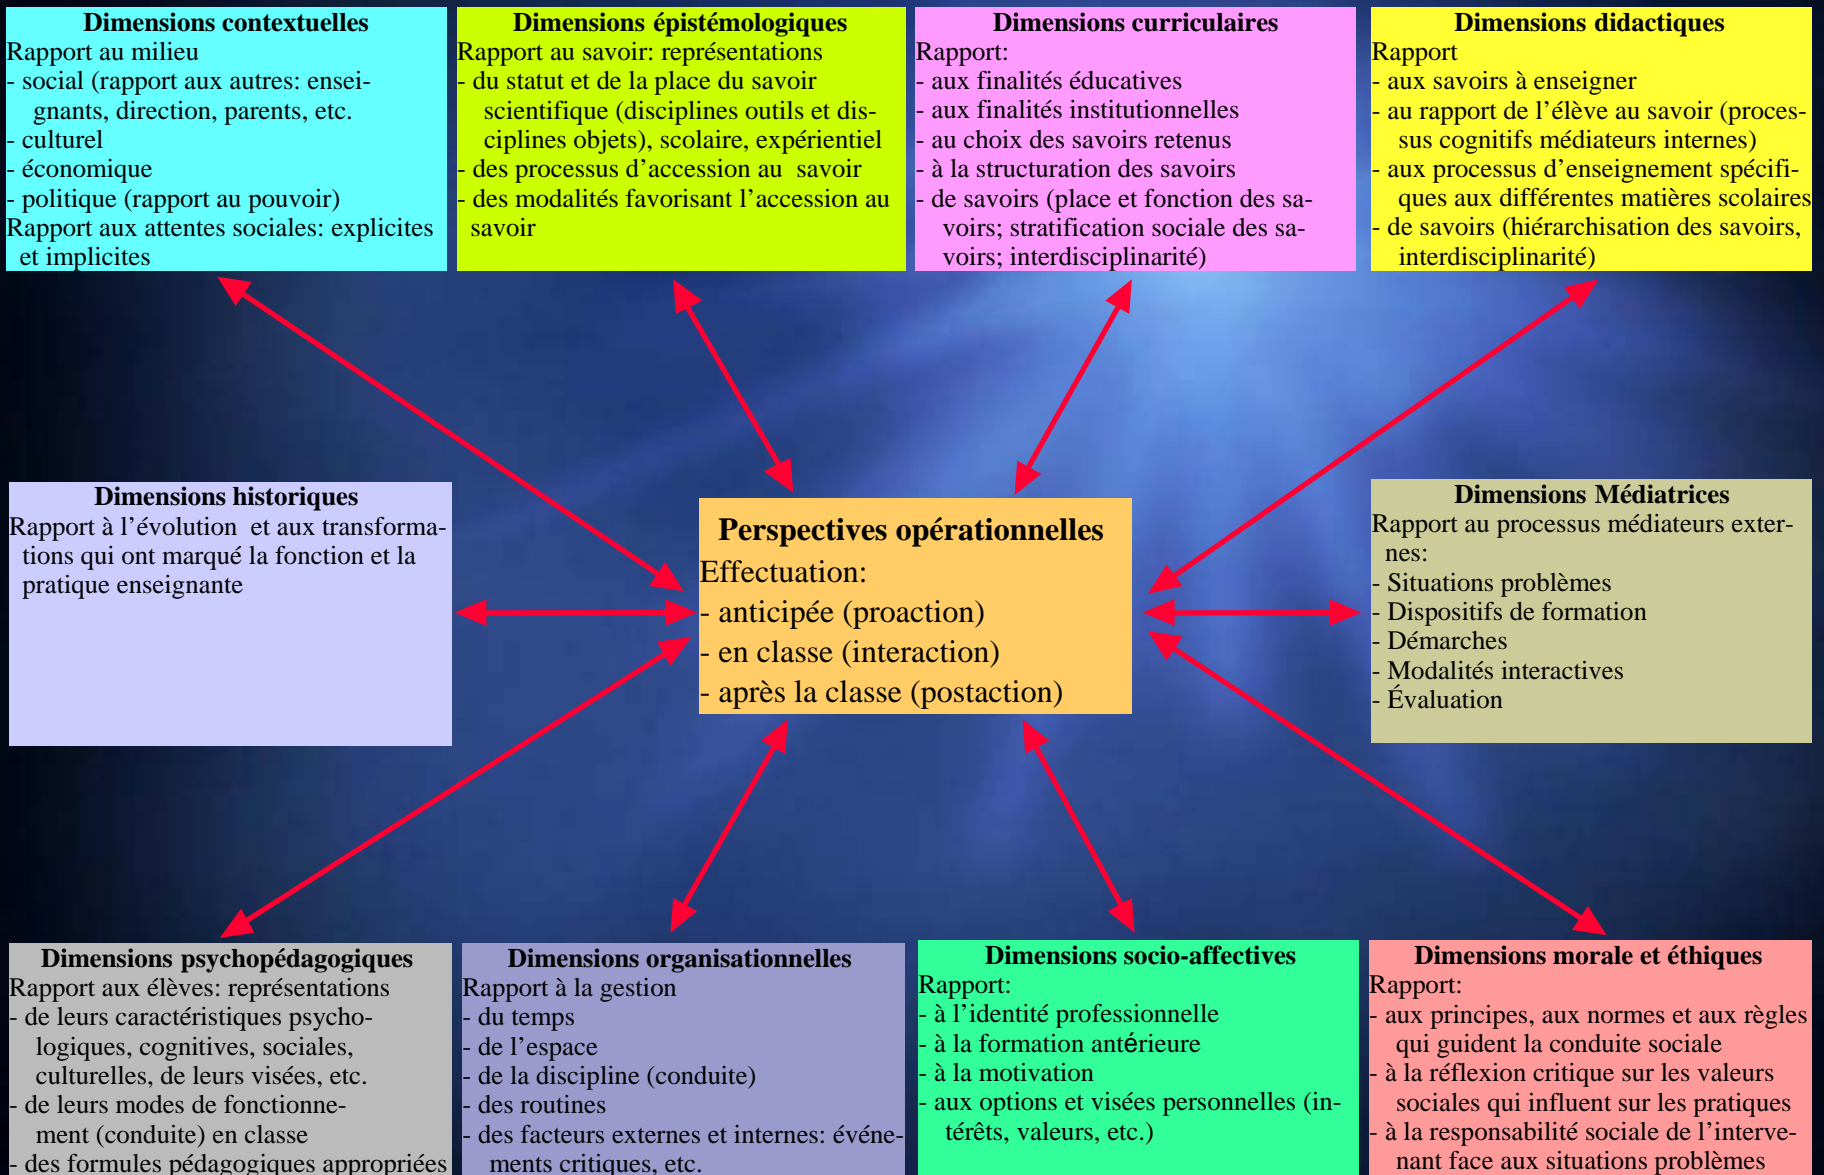 Dimensions contextuelles
Rapport au milieu
- social (rapport aux autres: ensei-
gnants, direction, parents, etc.
- culturel
- économique
- politique (rapport au pouvoir)
Rapport aux attentes sociales: explicites
et implicites
Dimensions épistémologiques
Rapport au savoir: représentations
- du statut et de la place du savoir
scientifique (disciplines outils et dis-
ciplines objets), scolaire, expérientiel
- des processus d'accession au savoir
- des modalités favorisant l'accession au
savoir
Dimensions curriculaires
Rapport:
- aux finalités éducatives
- aux finalités institutionnelles
- au choix des savoirs retenus
- à la structuration des savoirs
- de savoirs (place et fonction des sa-
voirs; stratification sociale des sa-
voirs; interdisciplinarité)
Dimensions didactiques
Rapport
- aux savoirs à enseigner
- au rapport de l'élève au savoir (proces-
sus cognitifs médiateurs internes)
- aux processus d'enseignement spécifi-
ques aux différentes matières scolaires
- de savoirs (hiérarchisation des savoirs,
interdisciplinarité)
Dimensions historiques
Rapport à l'évolution et aux transforma-
tions qui ont marqué la fonction et la
pratique enseignante
Perspectives opérationnelles
Effectuation:
- anticipée (proaction)
- en classe (interaction)
- après la classe (postaction)
Dimensions Médiatrices
Rapport au processus médiateurs exter-
nes:
- Situations problèmes
- Dispositifs de formation
- Démarches
- Modalités interactives
- Évaluation
Dimensions psychopédagogiques
Rapport aux élèves: représentations
- de leurs caractéristiques psycho-
logiques, cognitives, sociales,
culturelles, de leurs visées, etc.
- de leurs modes de fonctionne-
ment (conduite) en classe
- des formules pédagogiques appropriées
Dimensions organisationnelles
Rapport à la gestion
- du temps
- de l'espace
- de la discipline (conduite)
- des routines
- des facteurs externes et internes: événe-
ments critiques, etc.
Dimensions socio-affectives
Rapport:
- à l'identité professionnelle
- à la formation antérieure
- à la motivation
- aux options et visées personnelles (in-
térêts, valeurs, etc.)
Dimensions morale et éthiques
Rapport:
- aux principes, aux normes et aux règles
qui guident la conduite sociale
- à la réflexion critique sur les valeurs
sociales qui influent sur les pratiques
- à la responsabilité sociale de l'interve-
nant face aux situations problèmes